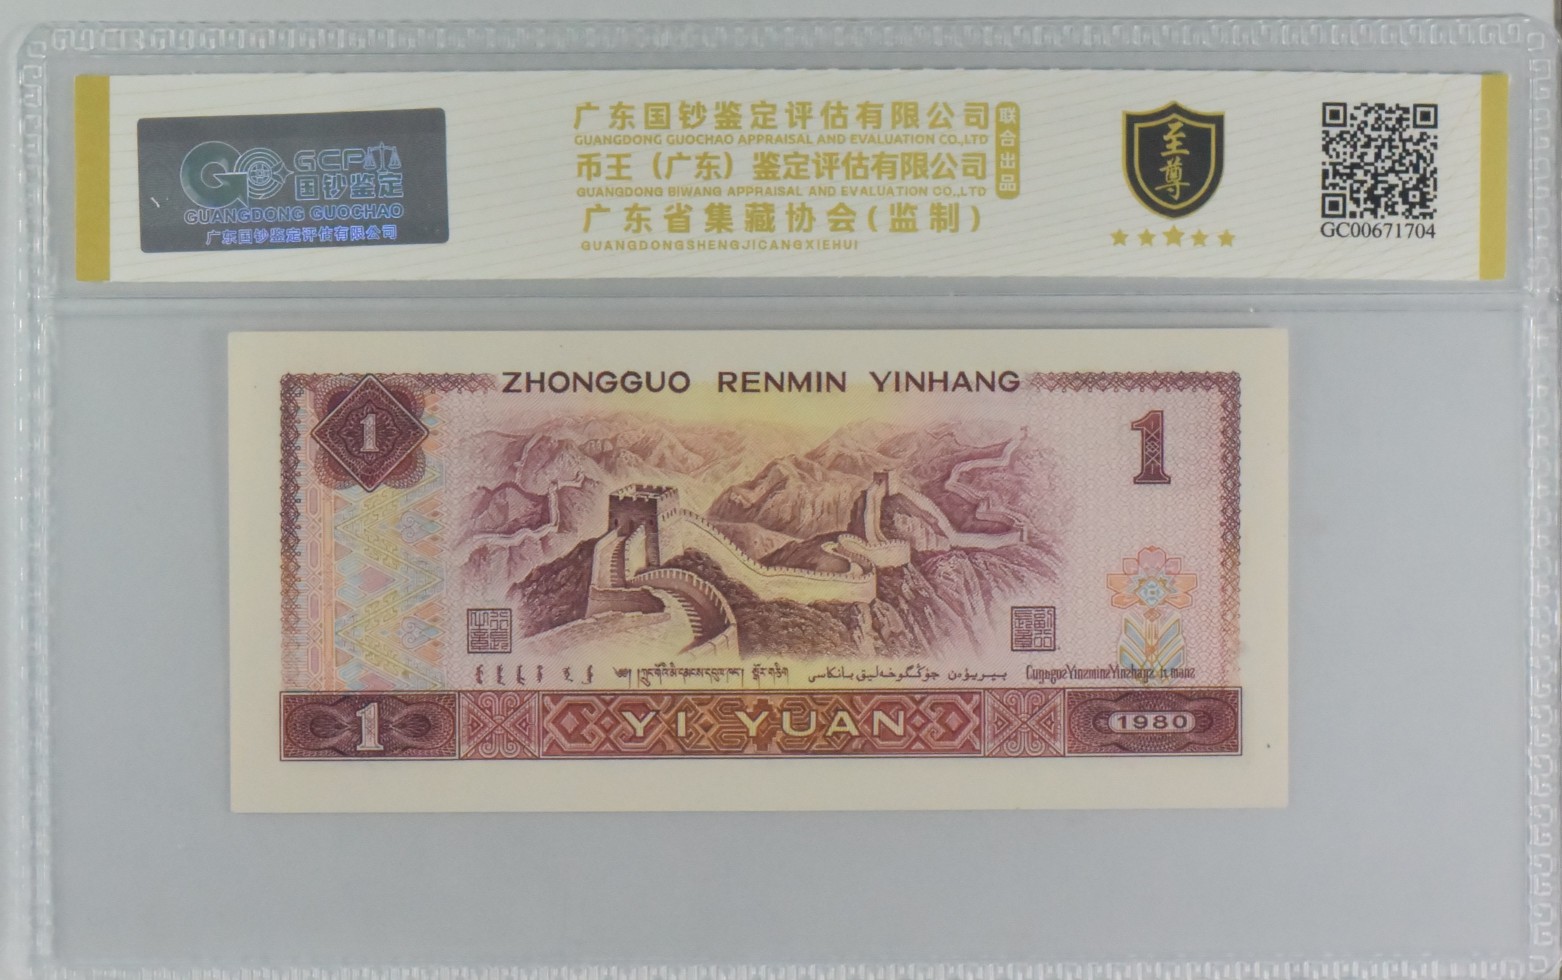 GCP
国钞鉴定
GUANGDONG GUOCHAO
广东国钞鉴定评估有限公司
广东国钞鉴定评估有限公司
GUANGDONG GUOCHAO APPRAISAL AND EVALUATION CO.,LTD
币王（广东）鉴定评估有限公司
GUANGDONG BIWANG APPRAISAL AND EVALUATION CO.,LTD
联合出品
广东省集藏协会(监制)
GUANGDONGSHENGJICANGXIEHUI
至尊
GC00671704
ZHONGGUO RENMIN YINHANG
1
1
1
YI YUAN
1980